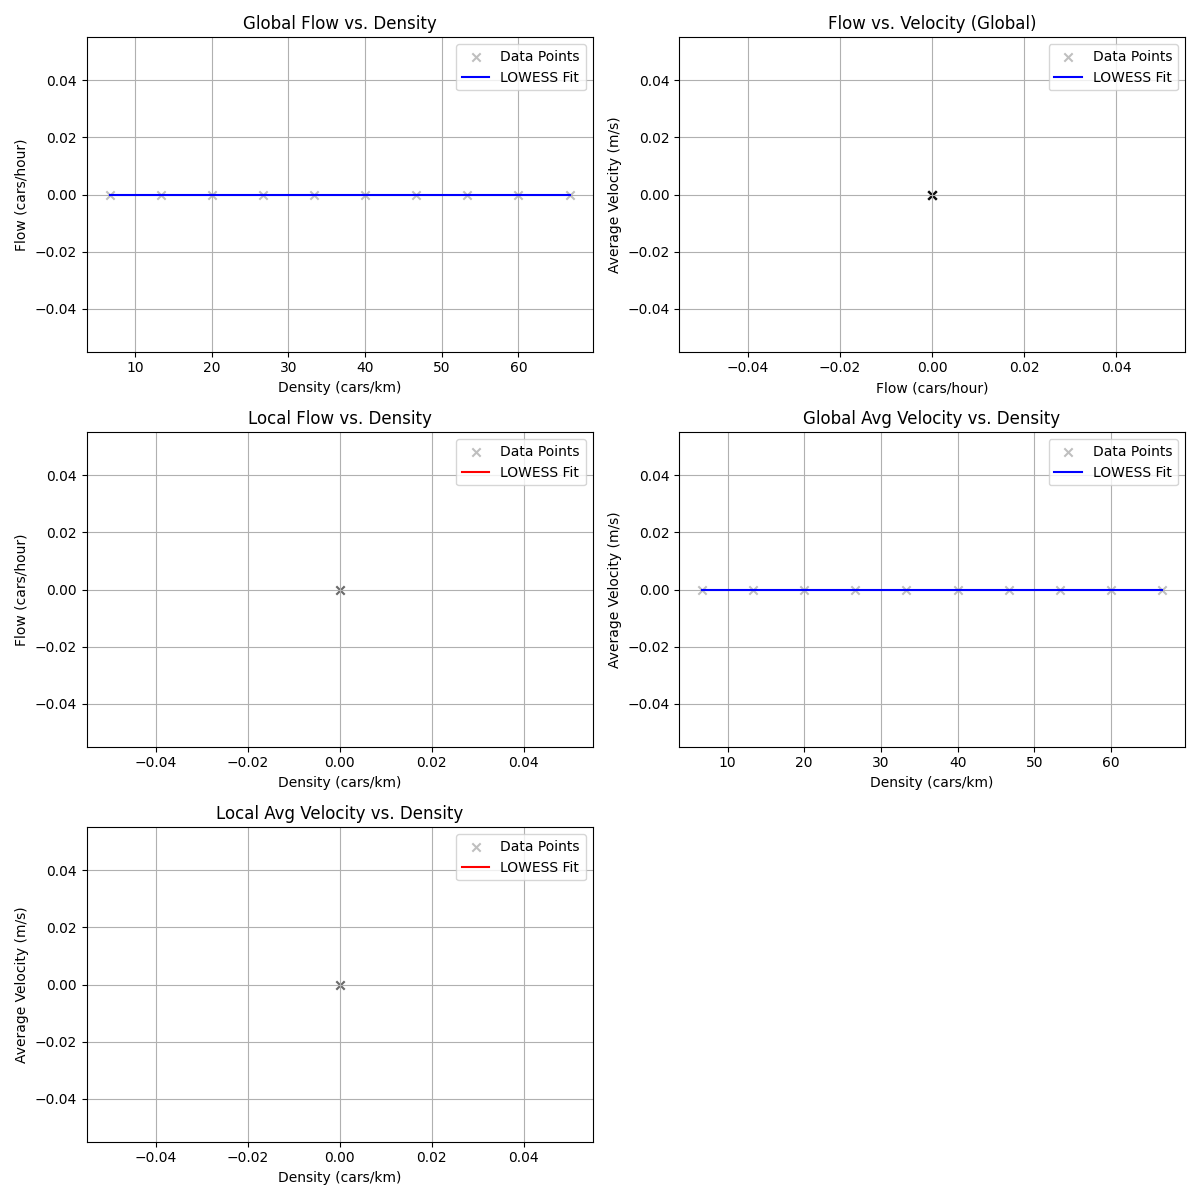 Global Flow vs. Density
Data Points
LOWESS Fit
0.04
0.02
0.00
−0.02
−0.04
Flow (cars/hour)
10 20 30 40 50 60
Density (cars/km)
Flow vs. Velocity (Global)
Data Points
LOWESS Fit
0.04
0.02
0.00
−0.02
−0.04
Average Velocity (m/s)
−0.04 −0.02 0.00 0.02 0.04
Flow (cars/hour)
Local Flow vs. Density
Data Points
LOWESS Fit
0.04
0.02
0.00
−0.02
−0.04
Flow (cars/hour)
−0.04 −0.02 0.00 0.02 0.04
Density (cars/km)
Global Avg Velocity vs. Density
Data Points
LOWESS Fit
0.04
0.02
0.00
−0.02
−0.04
Average Velocity (m/s)
10 20 30 40 50 60
Density (cars/km)
Local Avg Velocity vs. Density
Data Points
LOWESS Fit
0.04
0.02
0.00
−0.02
−0.04
Average Velocity (m/s)
−0.04 −0.02 0.00 0.02 0.04
Density (cars/km)